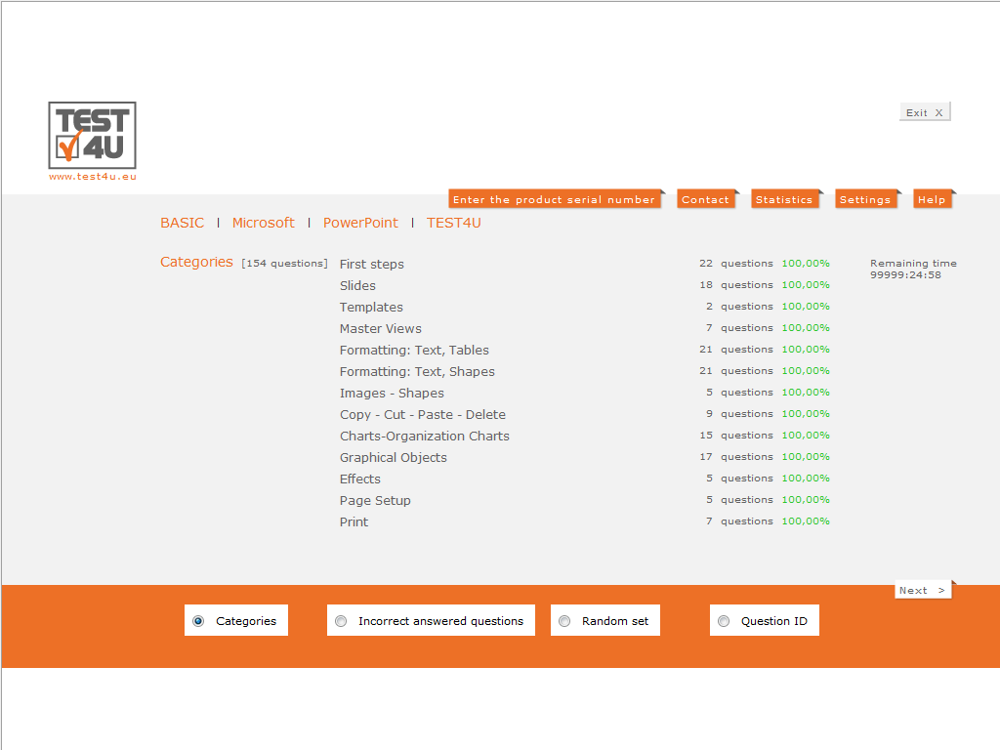 TEST
4U
www.test4u.eu
Exit X
Enter the product serial number Contact Statistics Settings Help
BASIC | Microsoft | PowerPoint | TEST4U
Categories [154 questions] First steps 22 questions 100,00% Remaining time
99999:24:58
Slides 18 questions 100,00%
Templates 2 questions 100,00%
Master Views 7 questions 100,00%
Formatting: Text, Tables 21 questions 100,00%
Formatting: Text, Shapes 21 questions 100,00%
Images - Shapes 5 questions 100,00%
Copy - Cut - Paste - Delete 9 questions 100,00%
Charts-Organization Charts 15 questions 100,00%
Graphical Objects 17 questions 100,00%
Effects 5 questions 100,00%
Page Setup 5 questions 100,00%
Print 7 questions 100,00%
Next >
Categories Incorrect answered questions Random set Question ID